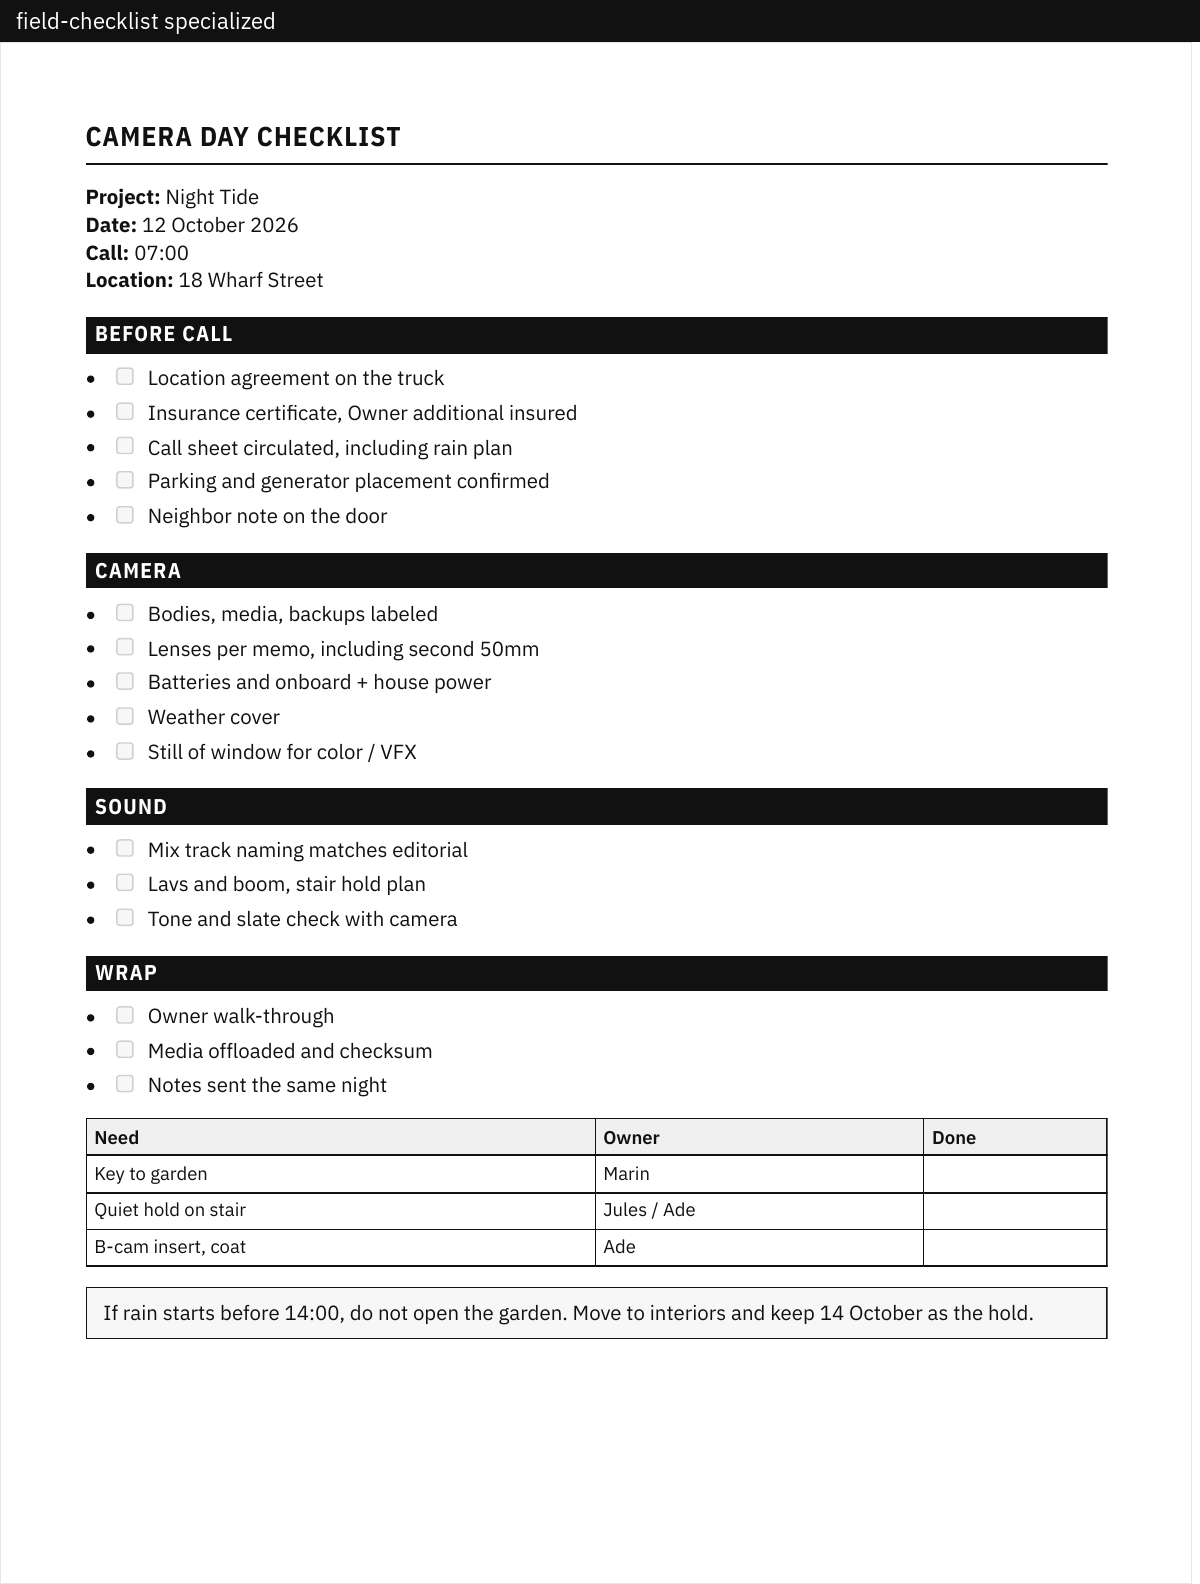 field-checklist specialized
CAMERA DAY CHECKLIST
Project: Night Tide
Date: 12 October 2026
Call: 07:00
Location: 18 Wharf Street
BEFORE CALL
Location agreement on the truck
Insurance certificate, Owner additional insured
Call sheet circulated, including rain plan
Parking and generator placement confirmed
Neighbor note on the door
CAMERA
Bodies, media, backups labeled
Lenses per memo, including second 50mm
Batteries and onboard + house power
Weather cover
Still of window for color / VFX
SOUND
Mix track naming matches editorial
Lavs and boom, stair hold plan
Tone and slate check with camera
WRAP
Owner walk-through
Media offloaded and checksum
Notes sent the same night
Need Owner Done
Key to garden Marin
Quiet hold on stair Jules / Ade
B-cam insert, coat Ade
If rain starts before 14:00, do not open the garden. Move to interiors and keep 14 October as the hold.